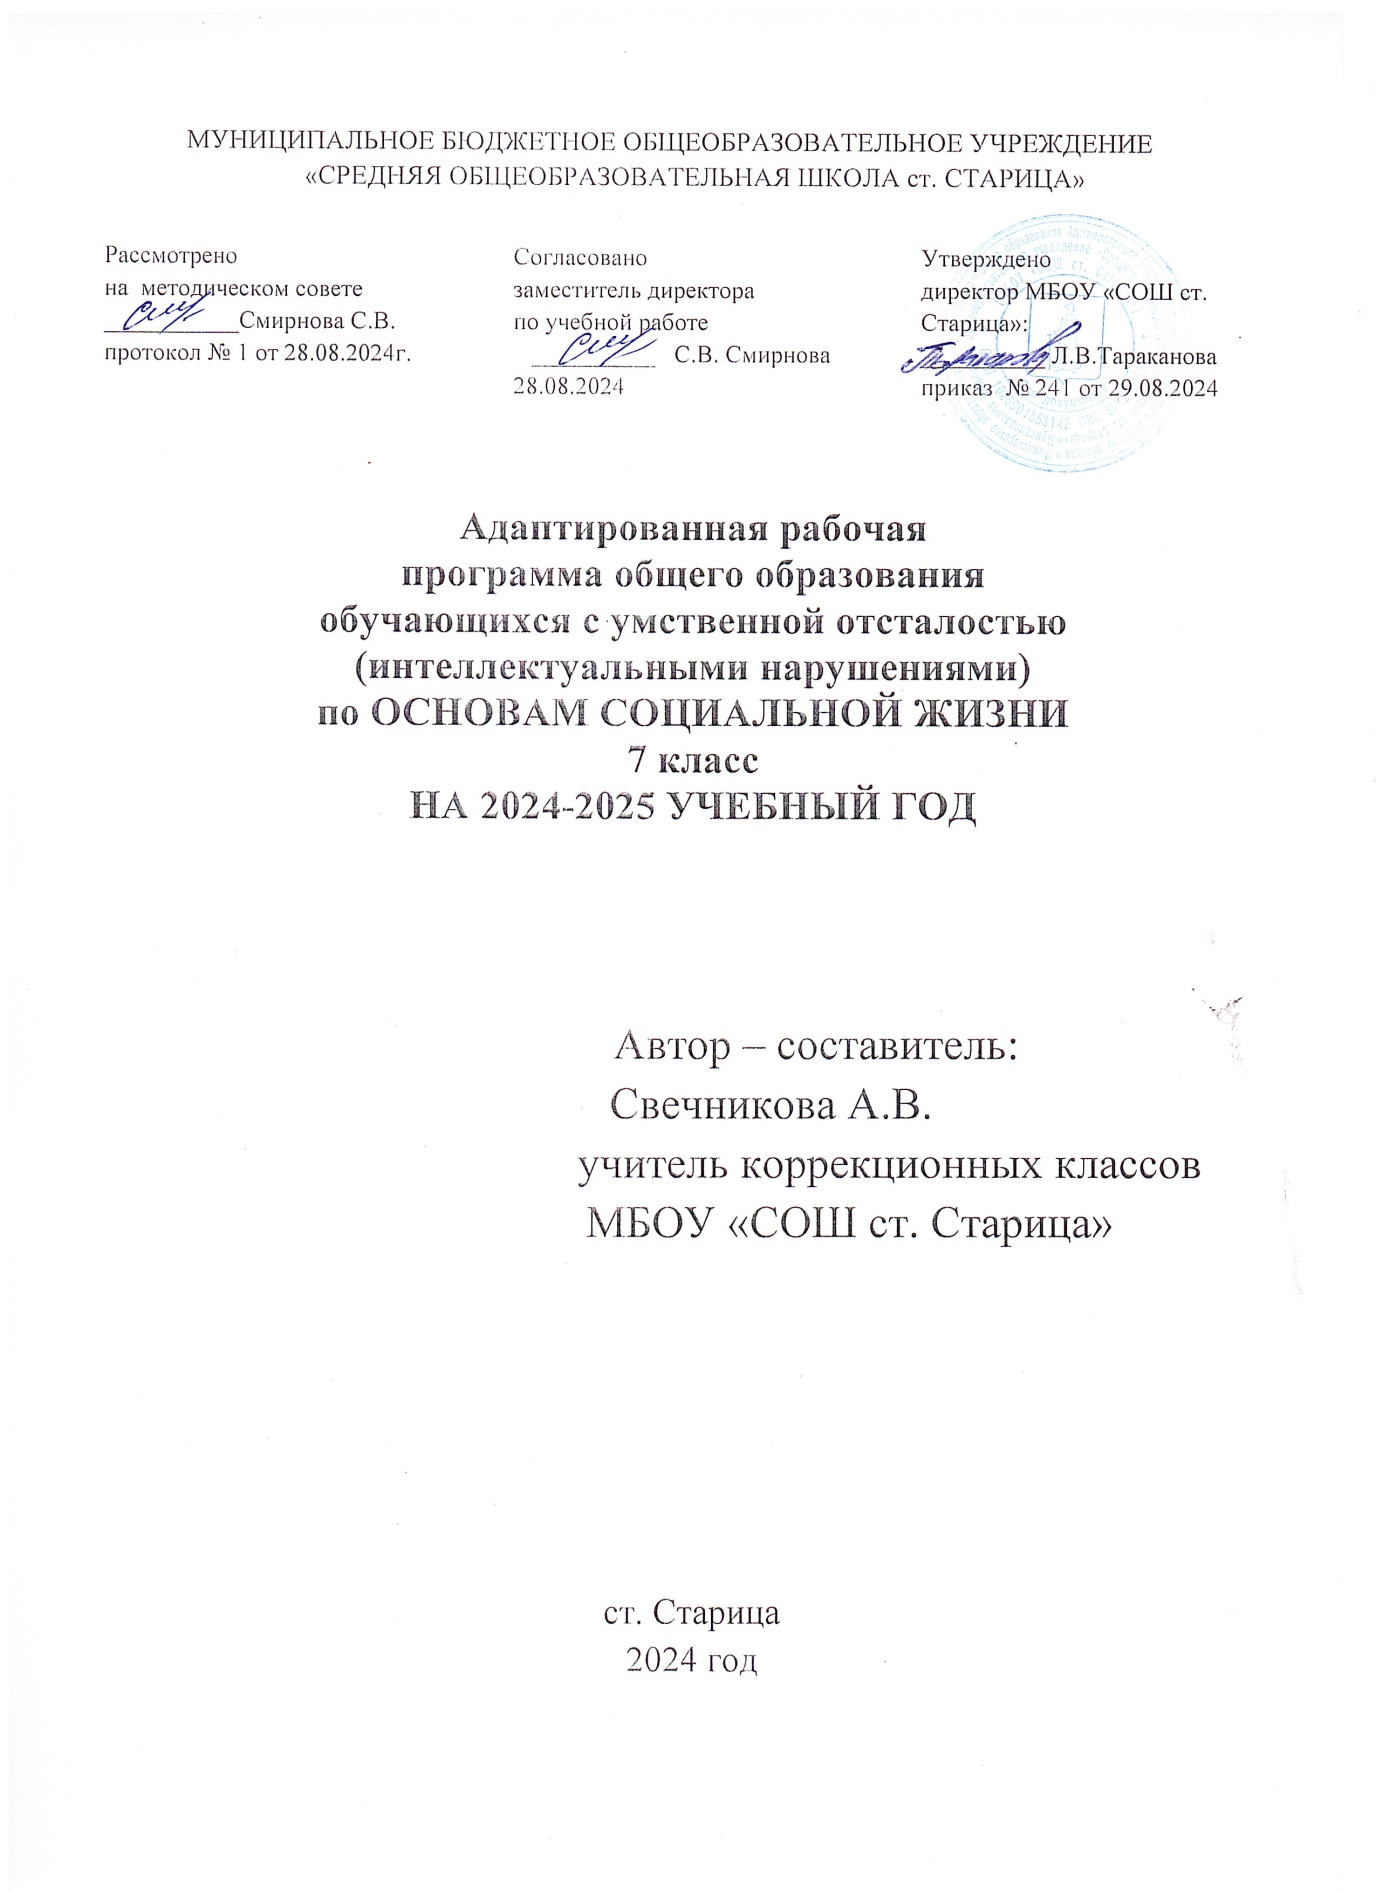 МУНИЦИПАЛЬНОЕ БЮДЖЕТНОЕ ОБЩЕОБРАЗОВАТЕЛЬНОЕ УЧРЕЖДЕНИЕ
«СРЕДНЯЯ ОБЩЕОБРАЗОВАТЕЛЬНАЯ ШКОЛА ст. СТАРИЦА»
Рассмотрено
на методическом совете
___________Смирнова С.В.
протокол № 1 от 28.08.2024г.
Согласовано
заместитель директора
по учебной работе
__________ С.В. Смирнова
28.08.2024
Утверждено
директор МБОУ «СОШ ст.
Старица»:
__________Л.В.Тараканова
приказ № 241 от 29.08.2024
Адаптированная рабочая
программа общего образования
обучающихся с умственной отсталостью
(интеллектуальными нарушениями)
по ОСНОВАМ СОЦИАЛЬНОЙ ЖИЗНИ
7 класс
НА 2024-2025 УЧЕБНЫЙ ГОД
Автор – составитель:
Свечникова А.В.
учитель коррекционных классов
МБОУ «СОШ ст. Старица»
ст. Старица
2024 год